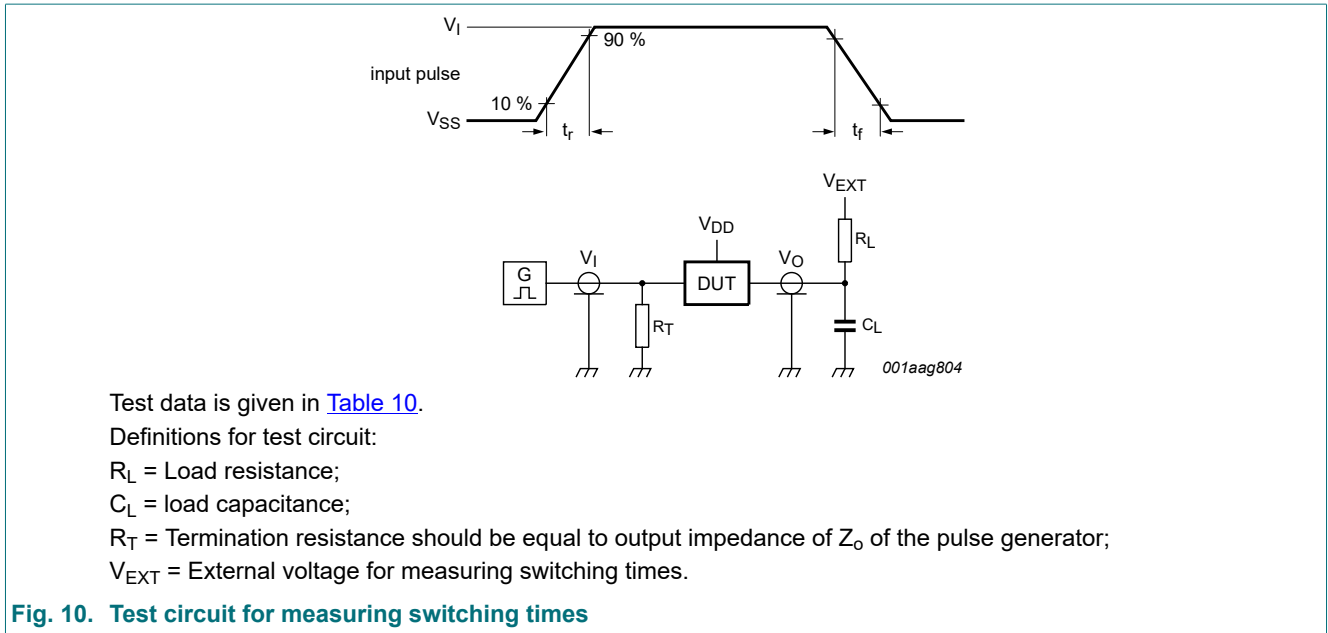 VI
90 %
input pulse
10 %
VSS
tr
tf
VEXT
VDD
RL
G
VI
DUT
VO
RT
CL
001aag804
Test data is given in Table 10.
Definitions for test circuit:
RL = Load resistance;
CL = load capacitance;
RT = Termination resistance should be equal to output impedance of Zo of the pulse generator;
VEXT = External voltage for measuring switching times.
Fig. 10. Test circuit for measuring switching times